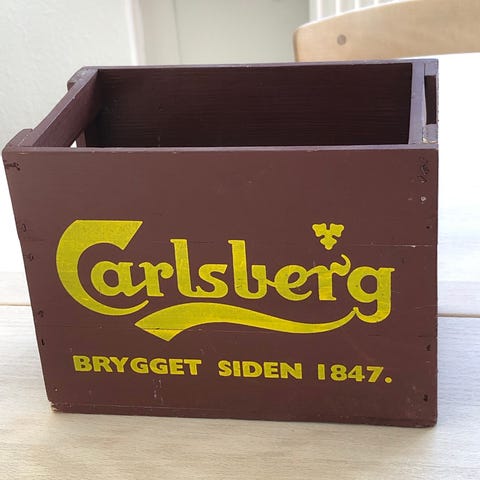 Carlsberg
BRYGGET SIDEN 1847.